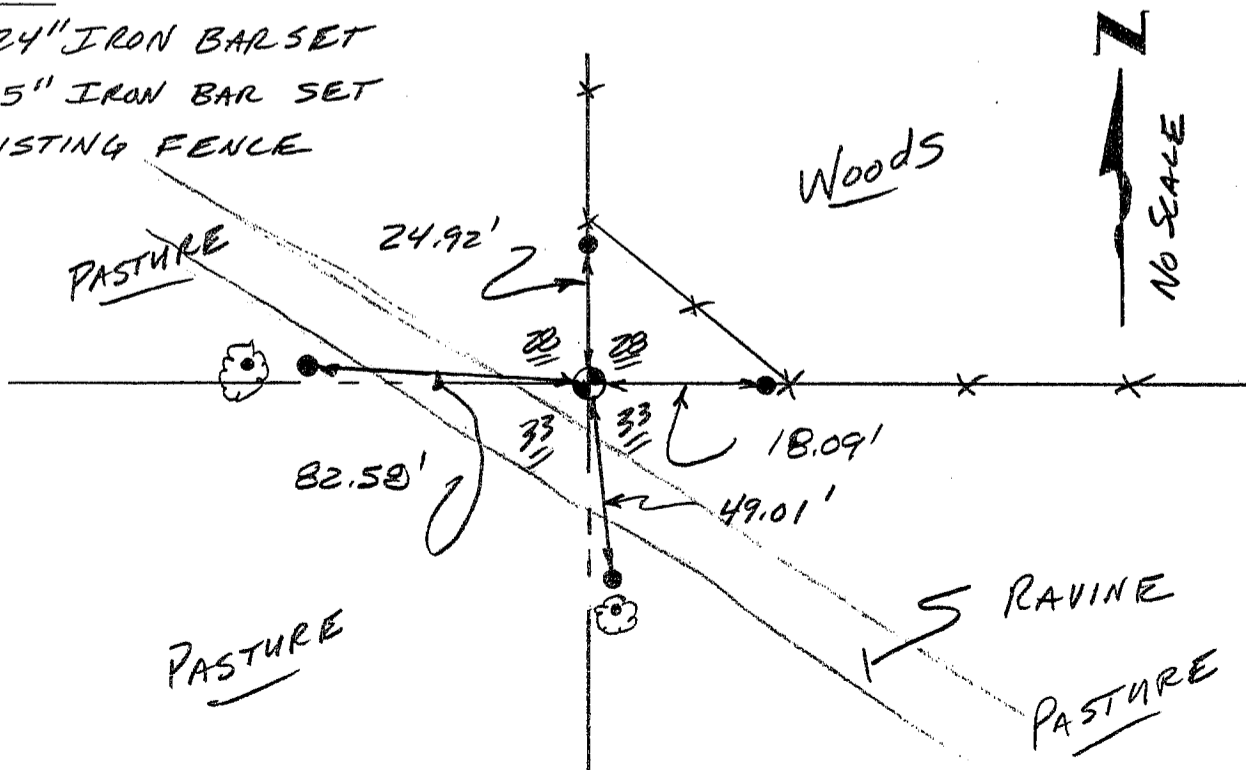 24" IRON BAR SET
5" IRON BAR SET
ISTING FENCE
N
WoodS
NO SCALE
24.92'
PASTURE
28 28
33 33
18.09'
82.58'
49.01'
RAVINE
PASTURE
PASTURE